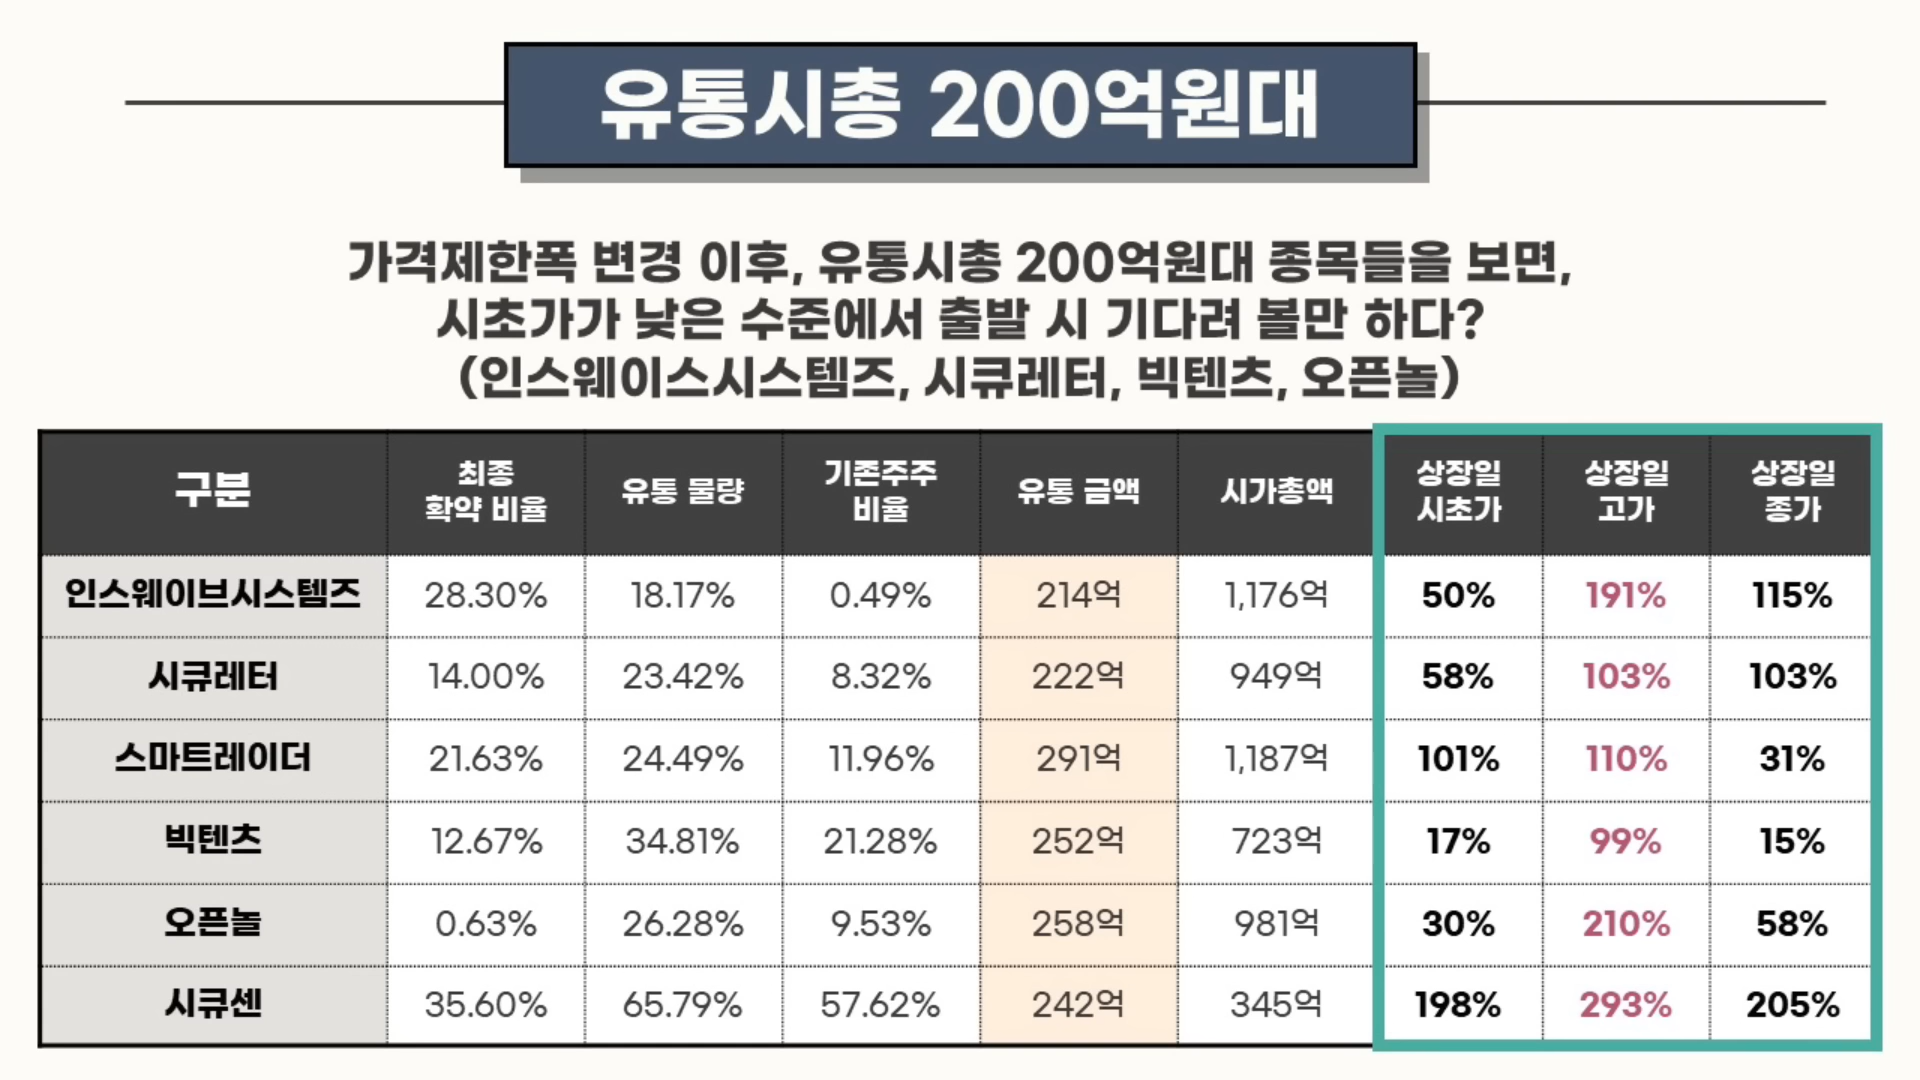 유통시총 200억원대
가격제한폭 변경 이후, 유통시총 200억원대 종목들을 보면,
시초가가 낮은 수준에서 출발 시 기다려 볼만 하다?
(인스웨이스시스템즈, 시큐레터, 빅텐츠, 오픈놀)
구분 최종 확약 비율 유통 물량 기존주주 비율 유통 금액 시가총액 상장일 시초가 상장일 고가 상장일 종가
인스웨이브시스템즈 28.30% 18.17% 0.49% 214억 1,176억 50% 191% 115%
시큐레터 14.00% 23.42% 8.32% 222억 949억 58% 103% 103%
스마트레이더 21.63% 24.49% 11.96% 291억 1,187억 101% 110% 31%
빅텐츠 12.67% 34.81% 21.28% 252억 723억 17% 99% 15%
오픈놀 0.63% 26.28% 9.53% 258억 981억 30% 210% 58%
시큐센 35.60% 65.79% 57.62% 242억 345억 198% 293% 205%